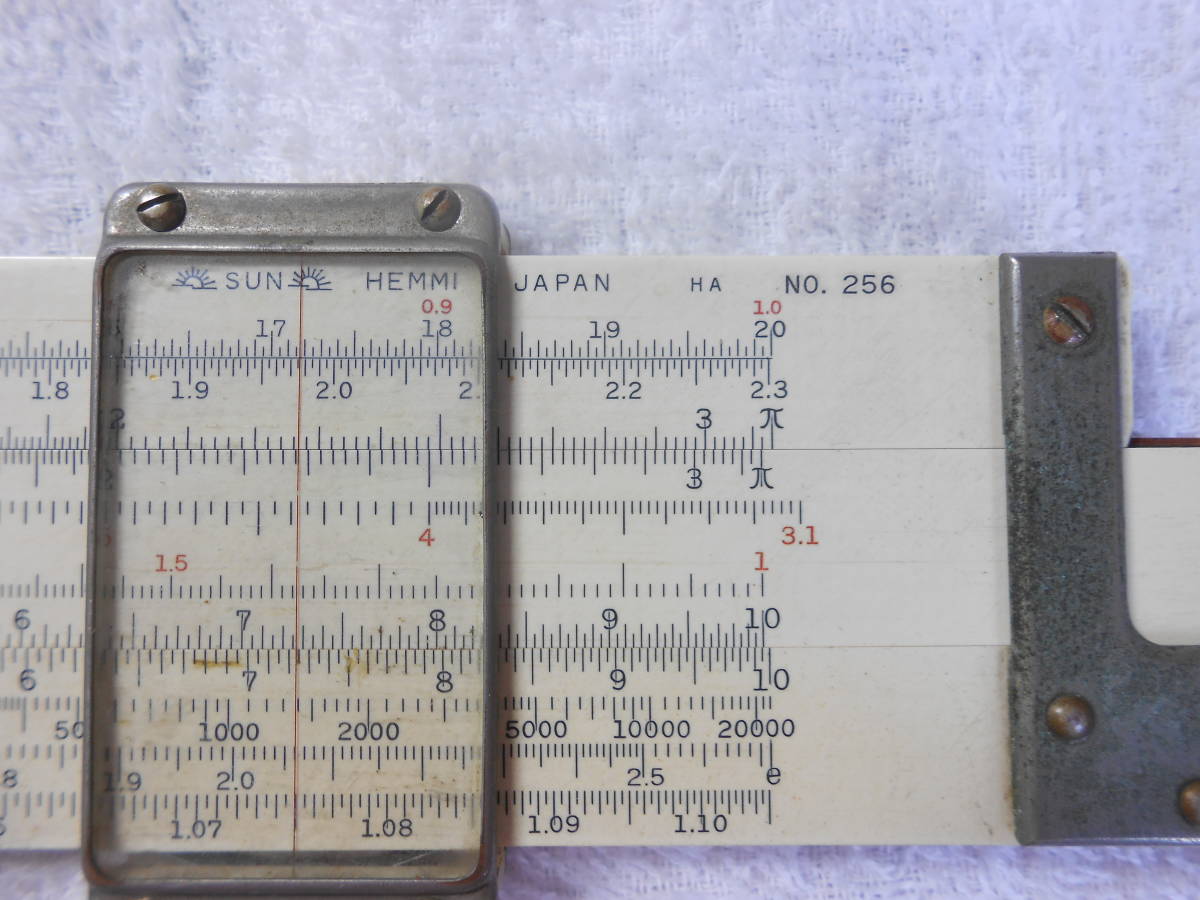 SUN HEMMI JAPAN HA NO. 256
0.9 1.0
17 18 19 20
1.8 1.9 2.0 2. 2.2 2.3
2 3 π
3 π
4 3.1
1.5 1
6 7 8 9 10
6 7 8 9 10
50 1000 2000 5000 10000 20000
8 1.9 2.0 2.5 e
1.07 1.08 1.09 1.10